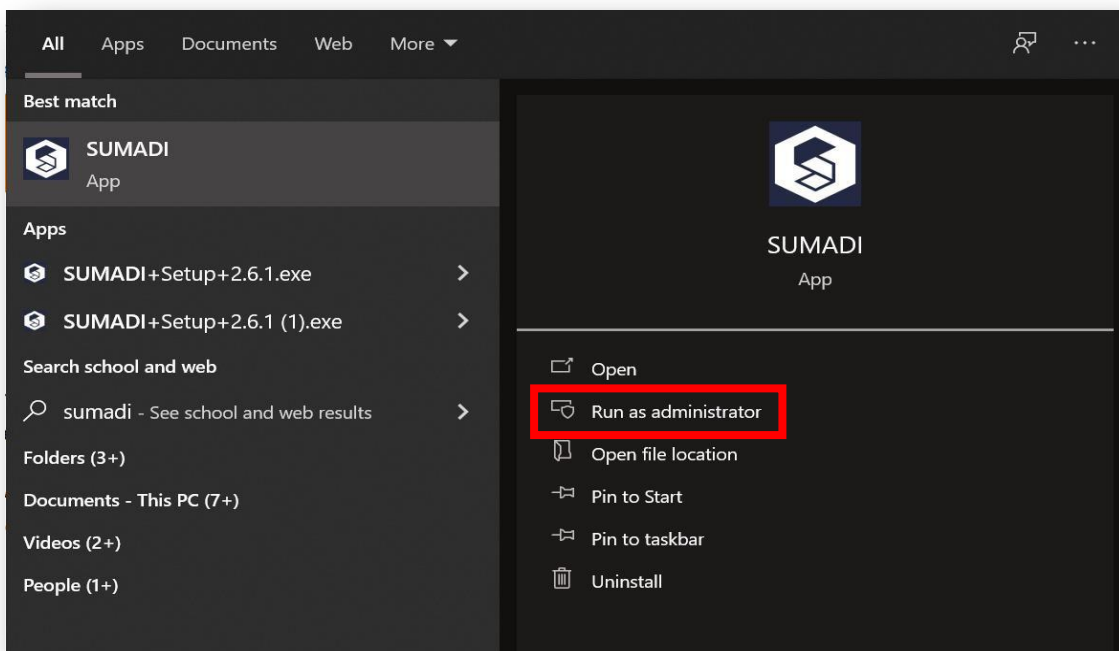 All Apps Documents Web More
Best match
SUMADI
App
Apps
SUMADI+Setup+2.6.1.exe
SUMADI+Setup+2.6.1 (1).exe
Search school and web
sumadi - See school and web results
Folders (3+)
Documents - This PC (7+)
Videos (2+)
People (1+)
SUMADI
App
Open
Run as administrator
Open file location
Pin to Start
Pin to taskbar
Uninstall